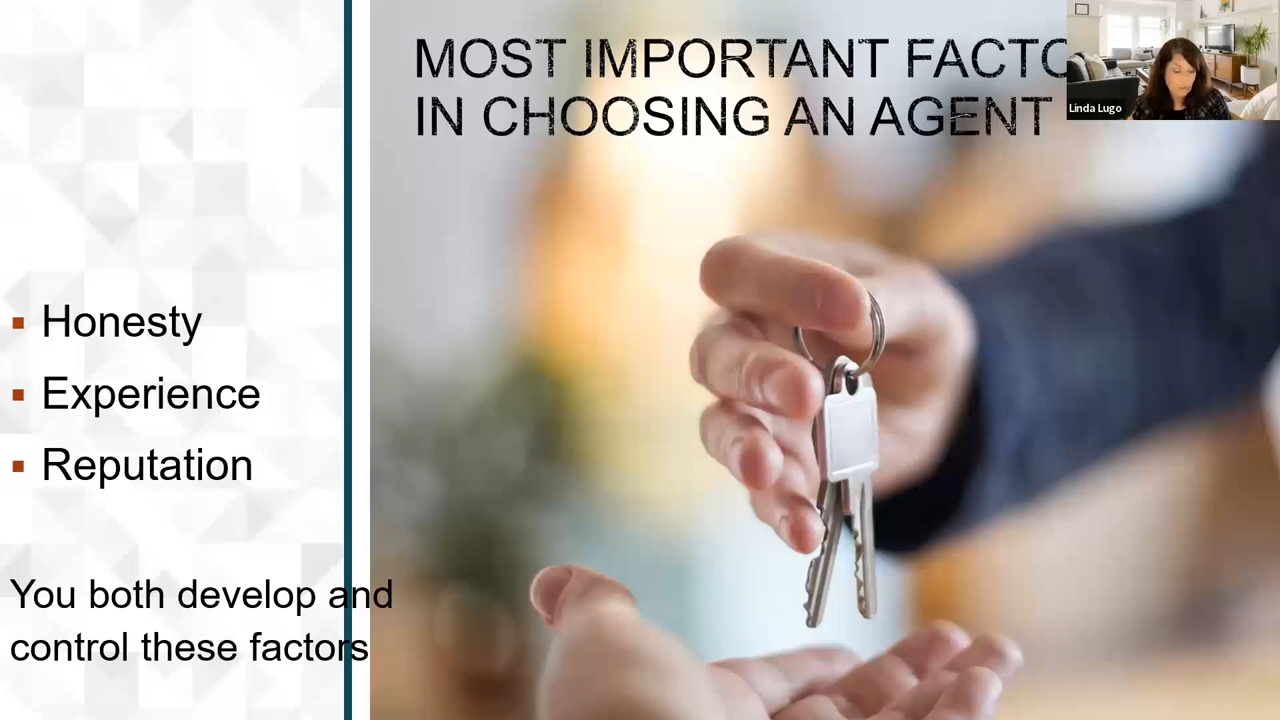 MOST IMPORTANT FACTO
IN CHOOSING AN AGENT
Linda Lugo
▪ Honesty
▪ Experience
▪ Reputation
You both develop and
control these factors